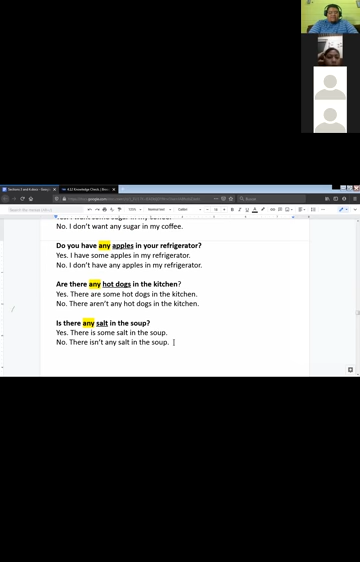 No. I don't want any sugar in my coffee.
Do you have any apples in your refrigerator?
Yes. I have some apples in my refrigerator.
No. I don't have any apples in my refrigerator.
Are there any hot dogs in the kitchen?
Yes. There are some hot dogs in the kitchen.
No. There aren't any hot dogs in the kitchen.
Is there any salt in the soup?
Yes. There is some salt in the soup.
No. There isn't any salt in the soup.